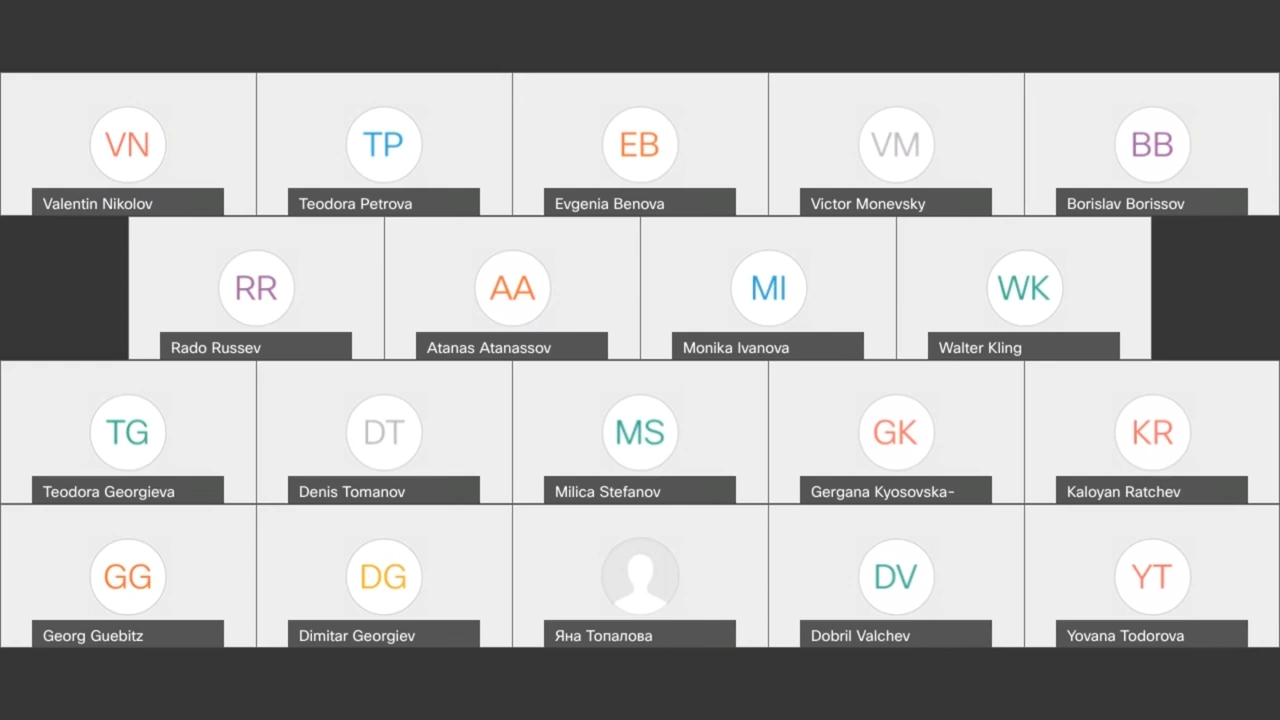 VN
TP
EB
VM
BB
Valentin Nikolov
Teodora Petrova
Evgenia Benova
Victor Monevsky
Borislav Borissov
RR
AA
MI
WK
Rado Russev
Atanas Atanassov
Monika Ivanova
Walter Kling
TG
DT
MS
GK
KR
Teodora Georgieva
Denis Tomanov
Milica Stefanov
Gergana Kyosovska-
Kaloyan Ratchev
GG
DG
DV
YT
Georg Guebitz
Dimitar Georgiev
Яна Топалова
Dobril Valchev
Yovana Todorova